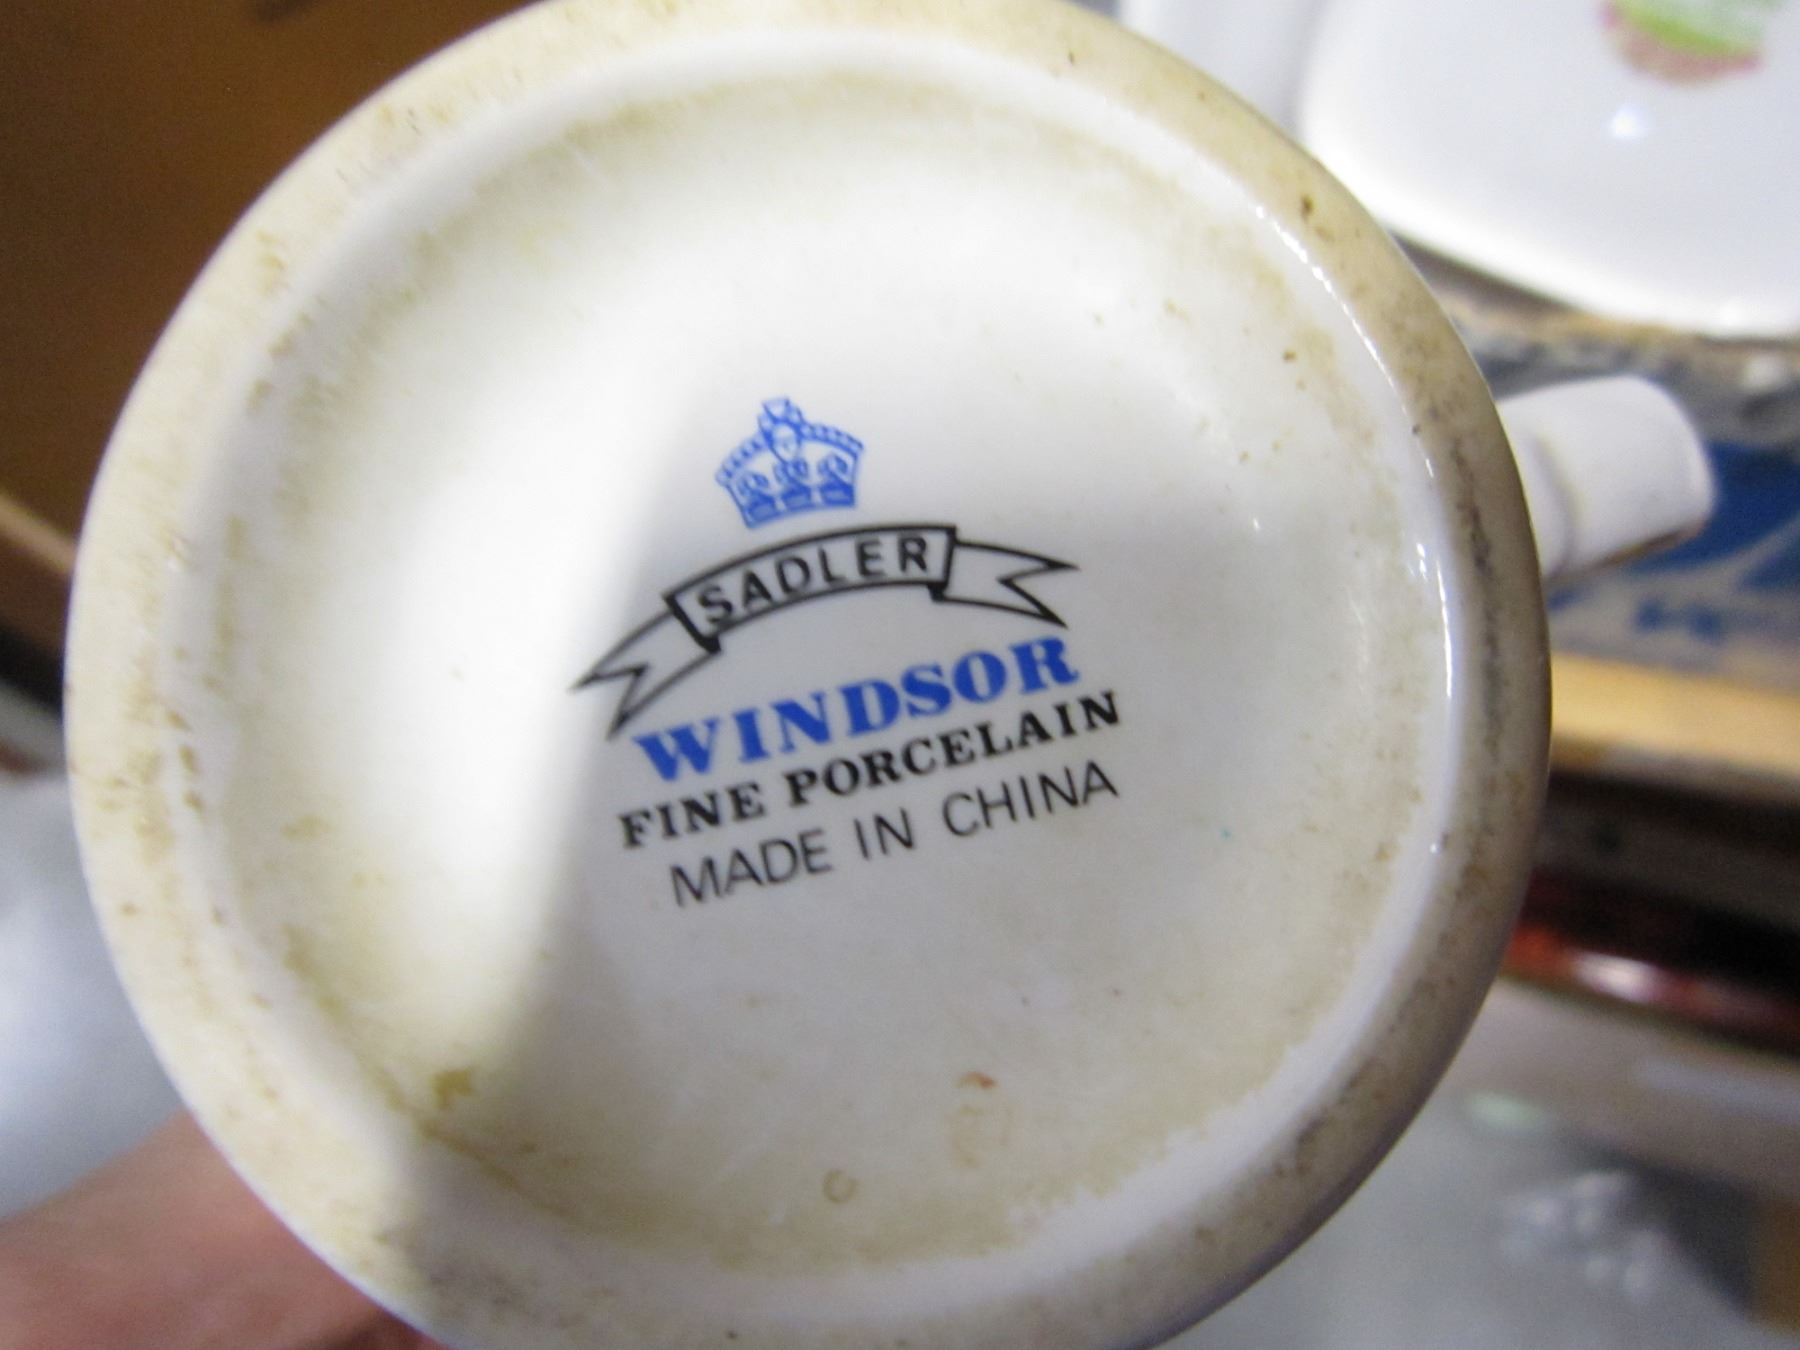 SADLER
WINDSOR
FINE PORCELAIN
MADE IN CHINA